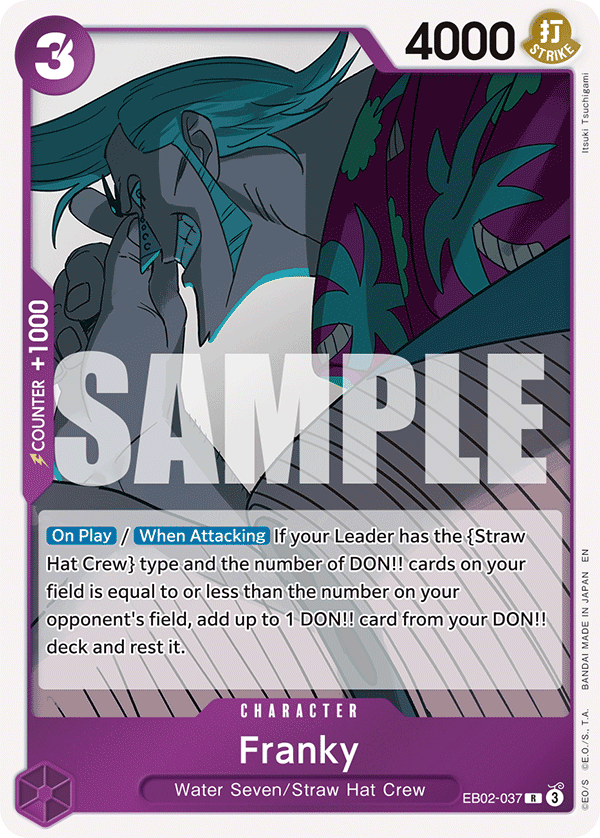 3
4000
打
STRIKE
Itsuki Tsuchigami
COUNTER +1000
SAMPLE
On Play / When Attacking If your Leader has the {Straw
Hat Crew} type and the number of DON!! cards on your
field is equal to or less than the number on your
opponent's field, add up to 1 DON!! card from your DON!!
deck and rest it.
CHARACTER
Franky
Water Seven/Straw Hat Crew
EB02-037 R 3
©E.O/S ©E.O./S., T.A. BANDAI MADE IN JAPAN EN